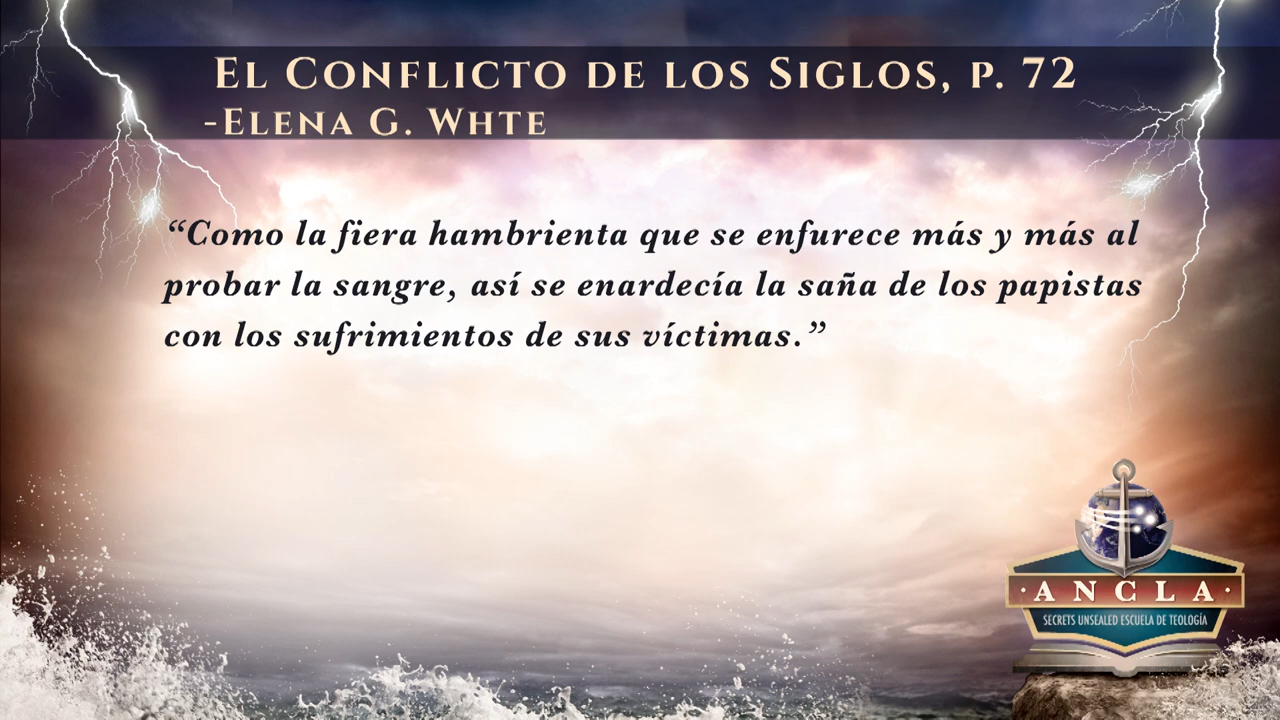 El Conflicto de los Siglos, p. 72
-Elena G. Whte
“Como la fiera hambrienta que se enfurece más y más al
probar la sangre, así se enardecía la saña de los papistas
con los sufrimientos de sus víctimas.”
· ANCLA ·
SECRETS UNSEALED ESCUELA DE TEOLOGÍA